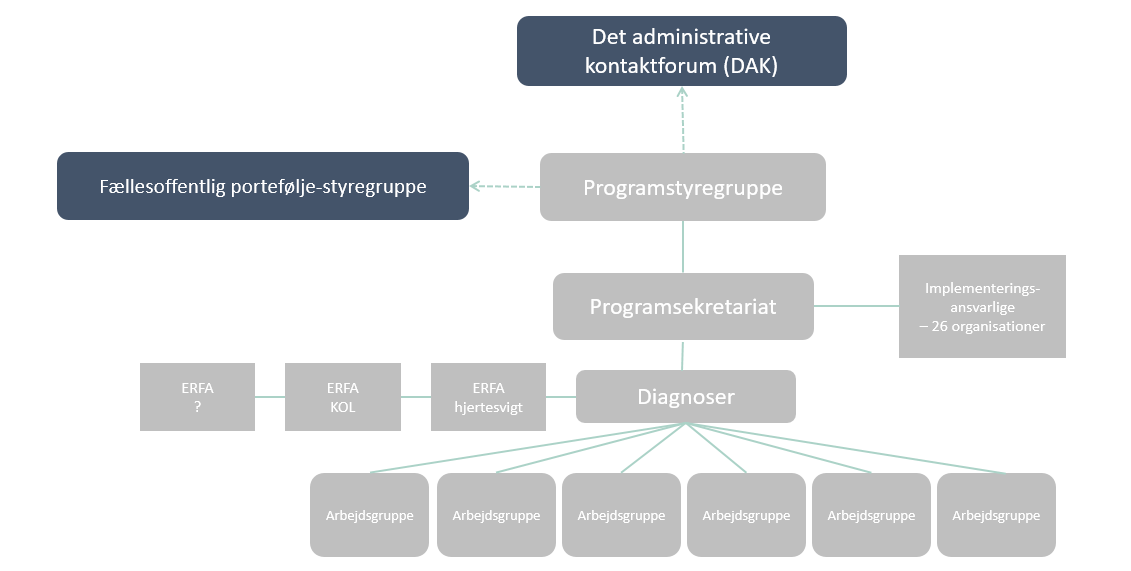 Det administrative
kontaktforum (DAK)
Fællesoffentlig portefølje-styregruppe
Programstyregruppe
Programsekretariat
Implementerings-
ansvarlige
– 26 organisationer
ERFA
?
ERFA
KOL
ERFA
hjertesvigt
Diagnoser
Arbejdsgruppe
Arbejdsgruppe
Arbejdsgruppe
Arbejdsgruppe
Arbejdsgruppe
Arbejdsgruppe